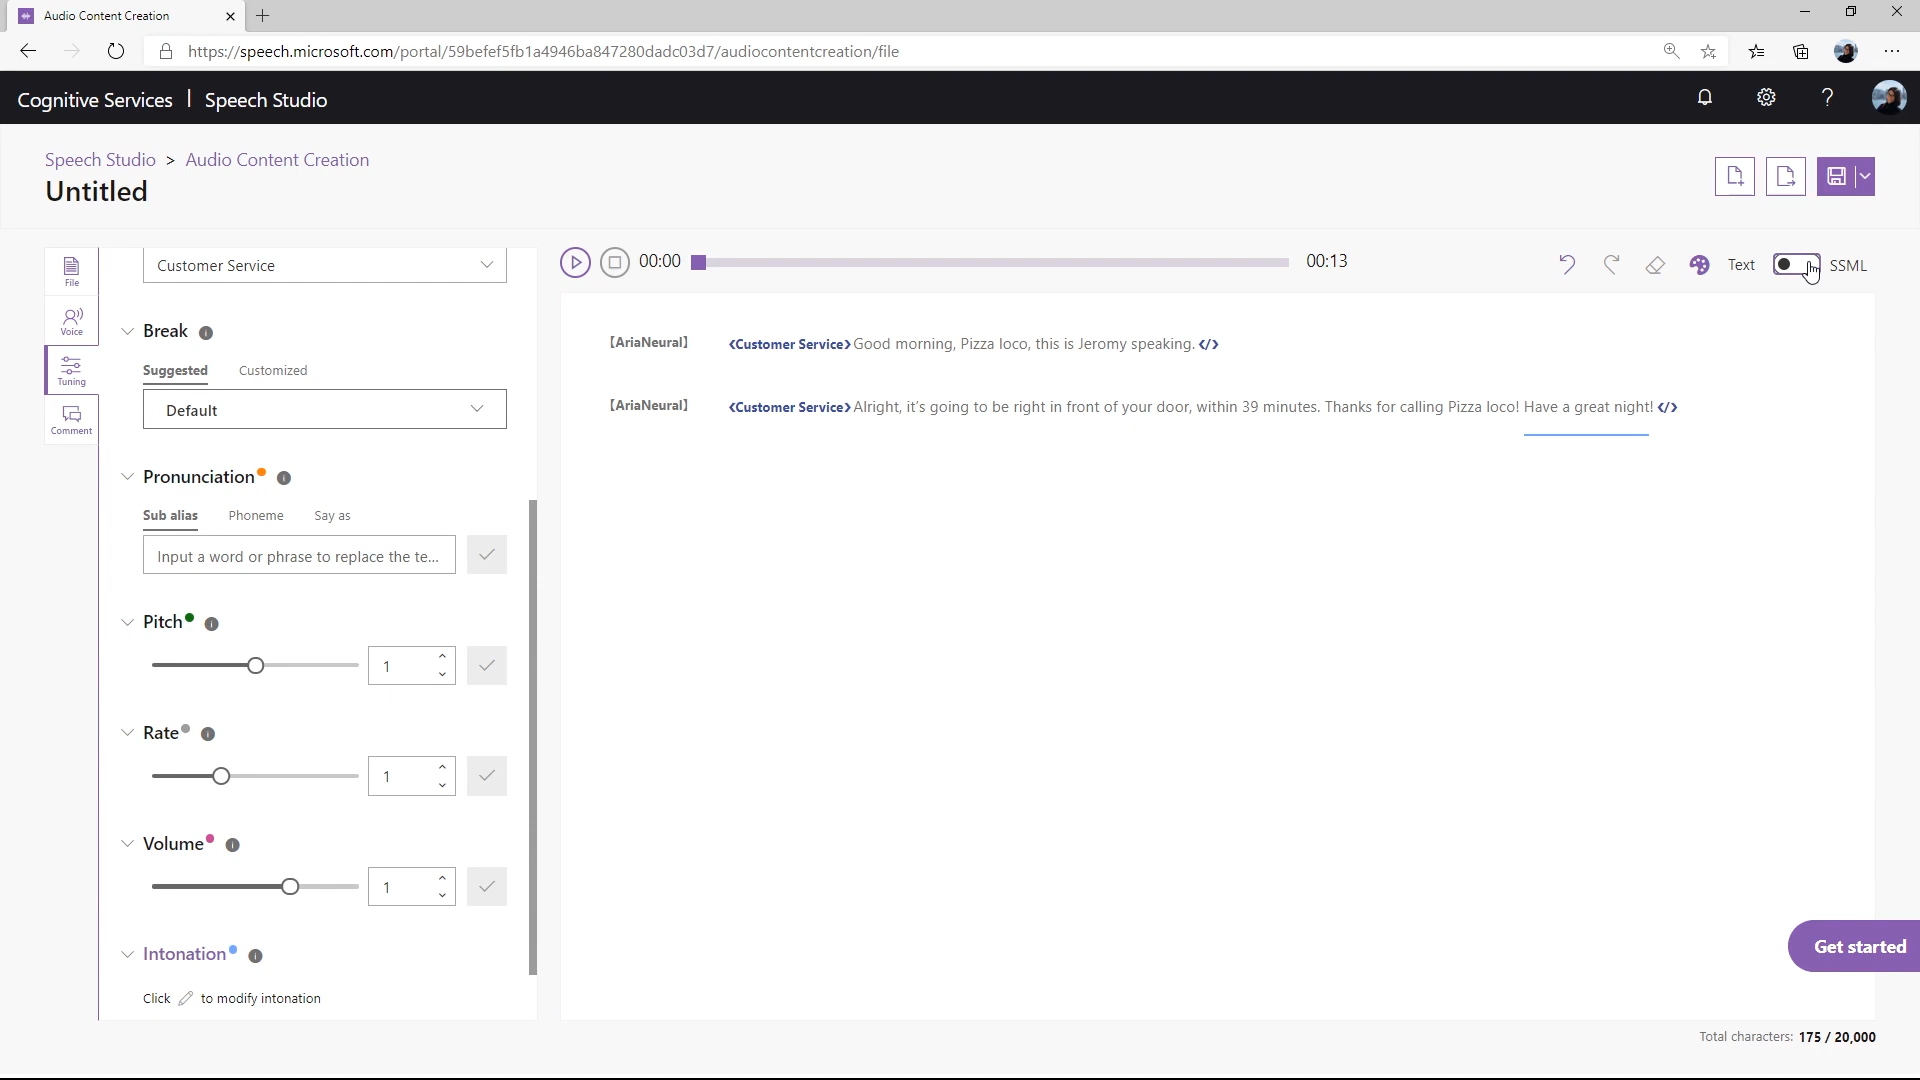 Audio Content Creation
https://speech.microsoft.com/portal/59befef5fb1a4946ba847280dadc03d7/audiocontentcreation/file
Cognitive Services | Speech Studio
Speech Studio > Audio Content Creation
Untitled
File
Voice
Tuning
Comment
Customer Service
Break
Suggested Customized
Default
Pronunciation
Sub alias Phoneme Say as
Input a word or phrase to replace the te...
Pitch
1
Rate
1
Volume
1
Intonation
Click to modify intonation
00:00 00:13
Text SSML
[AriaNeural] <Customer Service> Good morning, Pizza loco, this is Jeromy speaking. </>
[AriaNeural] <Customer Service> Alright, it's going to be right in front of your door, within 39 minutes. Thanks for calling Pizza loco! Have a great night! </>
Get started
Total characters: 175 / 20,000